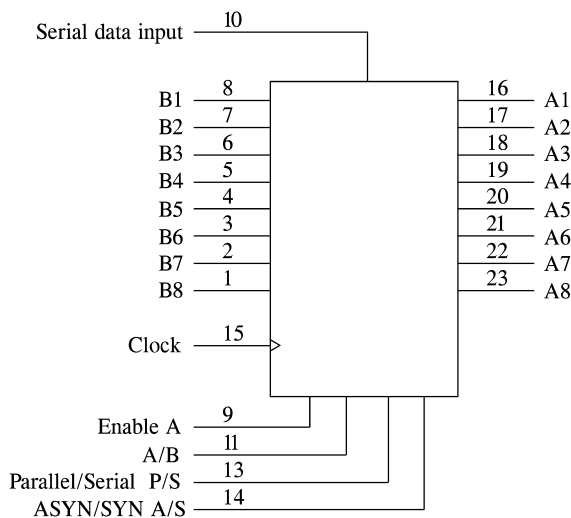 Serial data input 10
B1 8 16 A1
B2 7 17 A2
B3 6 18 A3
B4 5 19 A4
B5 4 20 A5
B6 3 21 A6
B7 2 22 A7
B8 1 23 A8
Clock 15
Enable A 9
A/B 11
Parallel/Serial P/S 13
ASYN/SYN A/S 14